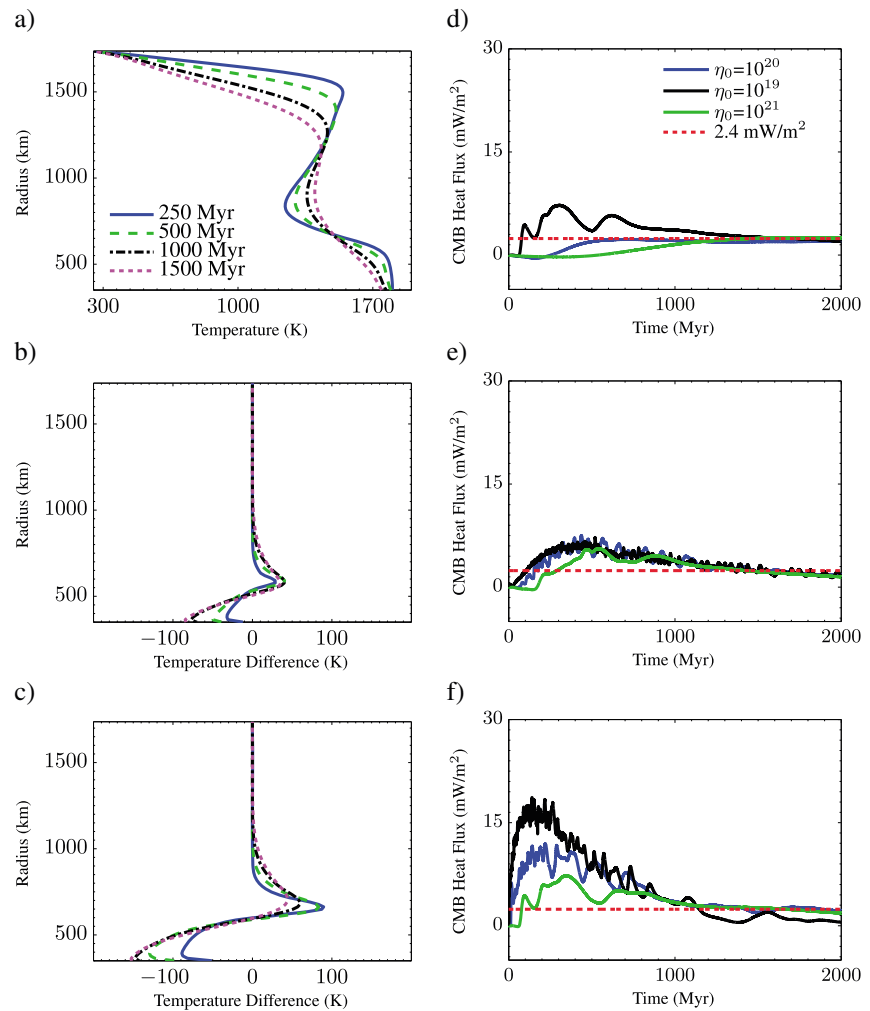 a)
1500
1000
500
Radius (km)
250 Myr
500 Myr
1000 Myr
1500 Myr
300
1000
1700
Temperature (K)
b)
1500
1000
500
Radius (km)
−100
0
100
Temperature Difference (K)
c)
1500
1000
500
Radius (km)
−100
0
100
Temperature Difference (K)
d)
30
15
0
CMB Heat Flux (mW/m²)
η₀=10²⁰
η₀=10¹⁹
η₀=10²¹
2.4 mW/m²
0
1000
2000
Time (Myr)
e)
30
15
0
CMB Heat Flux (mW/m²)
0
1000
2000
Time (Myr)
f)
30
15
0
CMB Heat Flux (mW/m²)
0
1000
2000
Time (Myr)